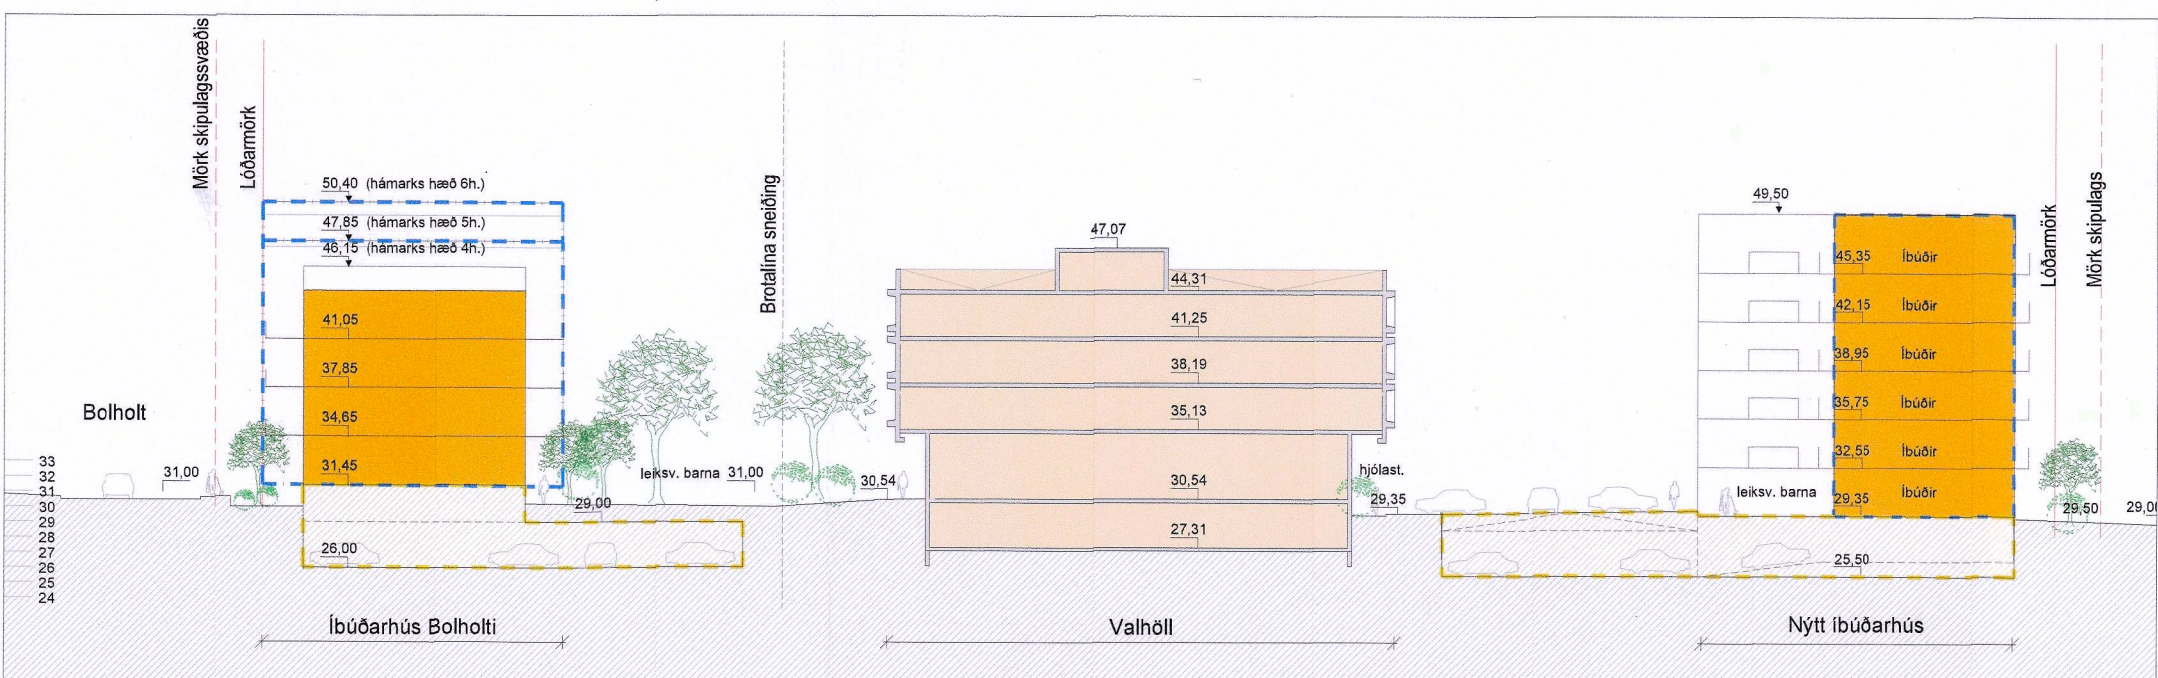 Mörk skipulagssvæðis
Lóðarmörk
50,40 (hámarks hæð 6h.)
47,85 (hámarks hæð 5h.)
46,15 (hámarks hæð 4h.)
41,05
37,85
34,65
31,45
29,00
26,00
Bolholt
31,00
33
32
31
30
29
28
27
26
25
24
leiksv. barna 31,00
Brotalína sneiðing
30,54
47,07
44,31
41,25
38,19
35,13
30,54
27,31
hjólast.
29,35
49,50
45,35 Íbúðir
42,15 Íbúðir
38,95 Íbúðir
35,75 Íbúðir
32,55 Íbúðir
leiksv. barna 29,35 Íbúðir
25,50
Lóðarmörk
Mörk skipulags
29,50
29,00
Íbúðarhús Bolholti
Valhöll
Nýtt íbúðarhús